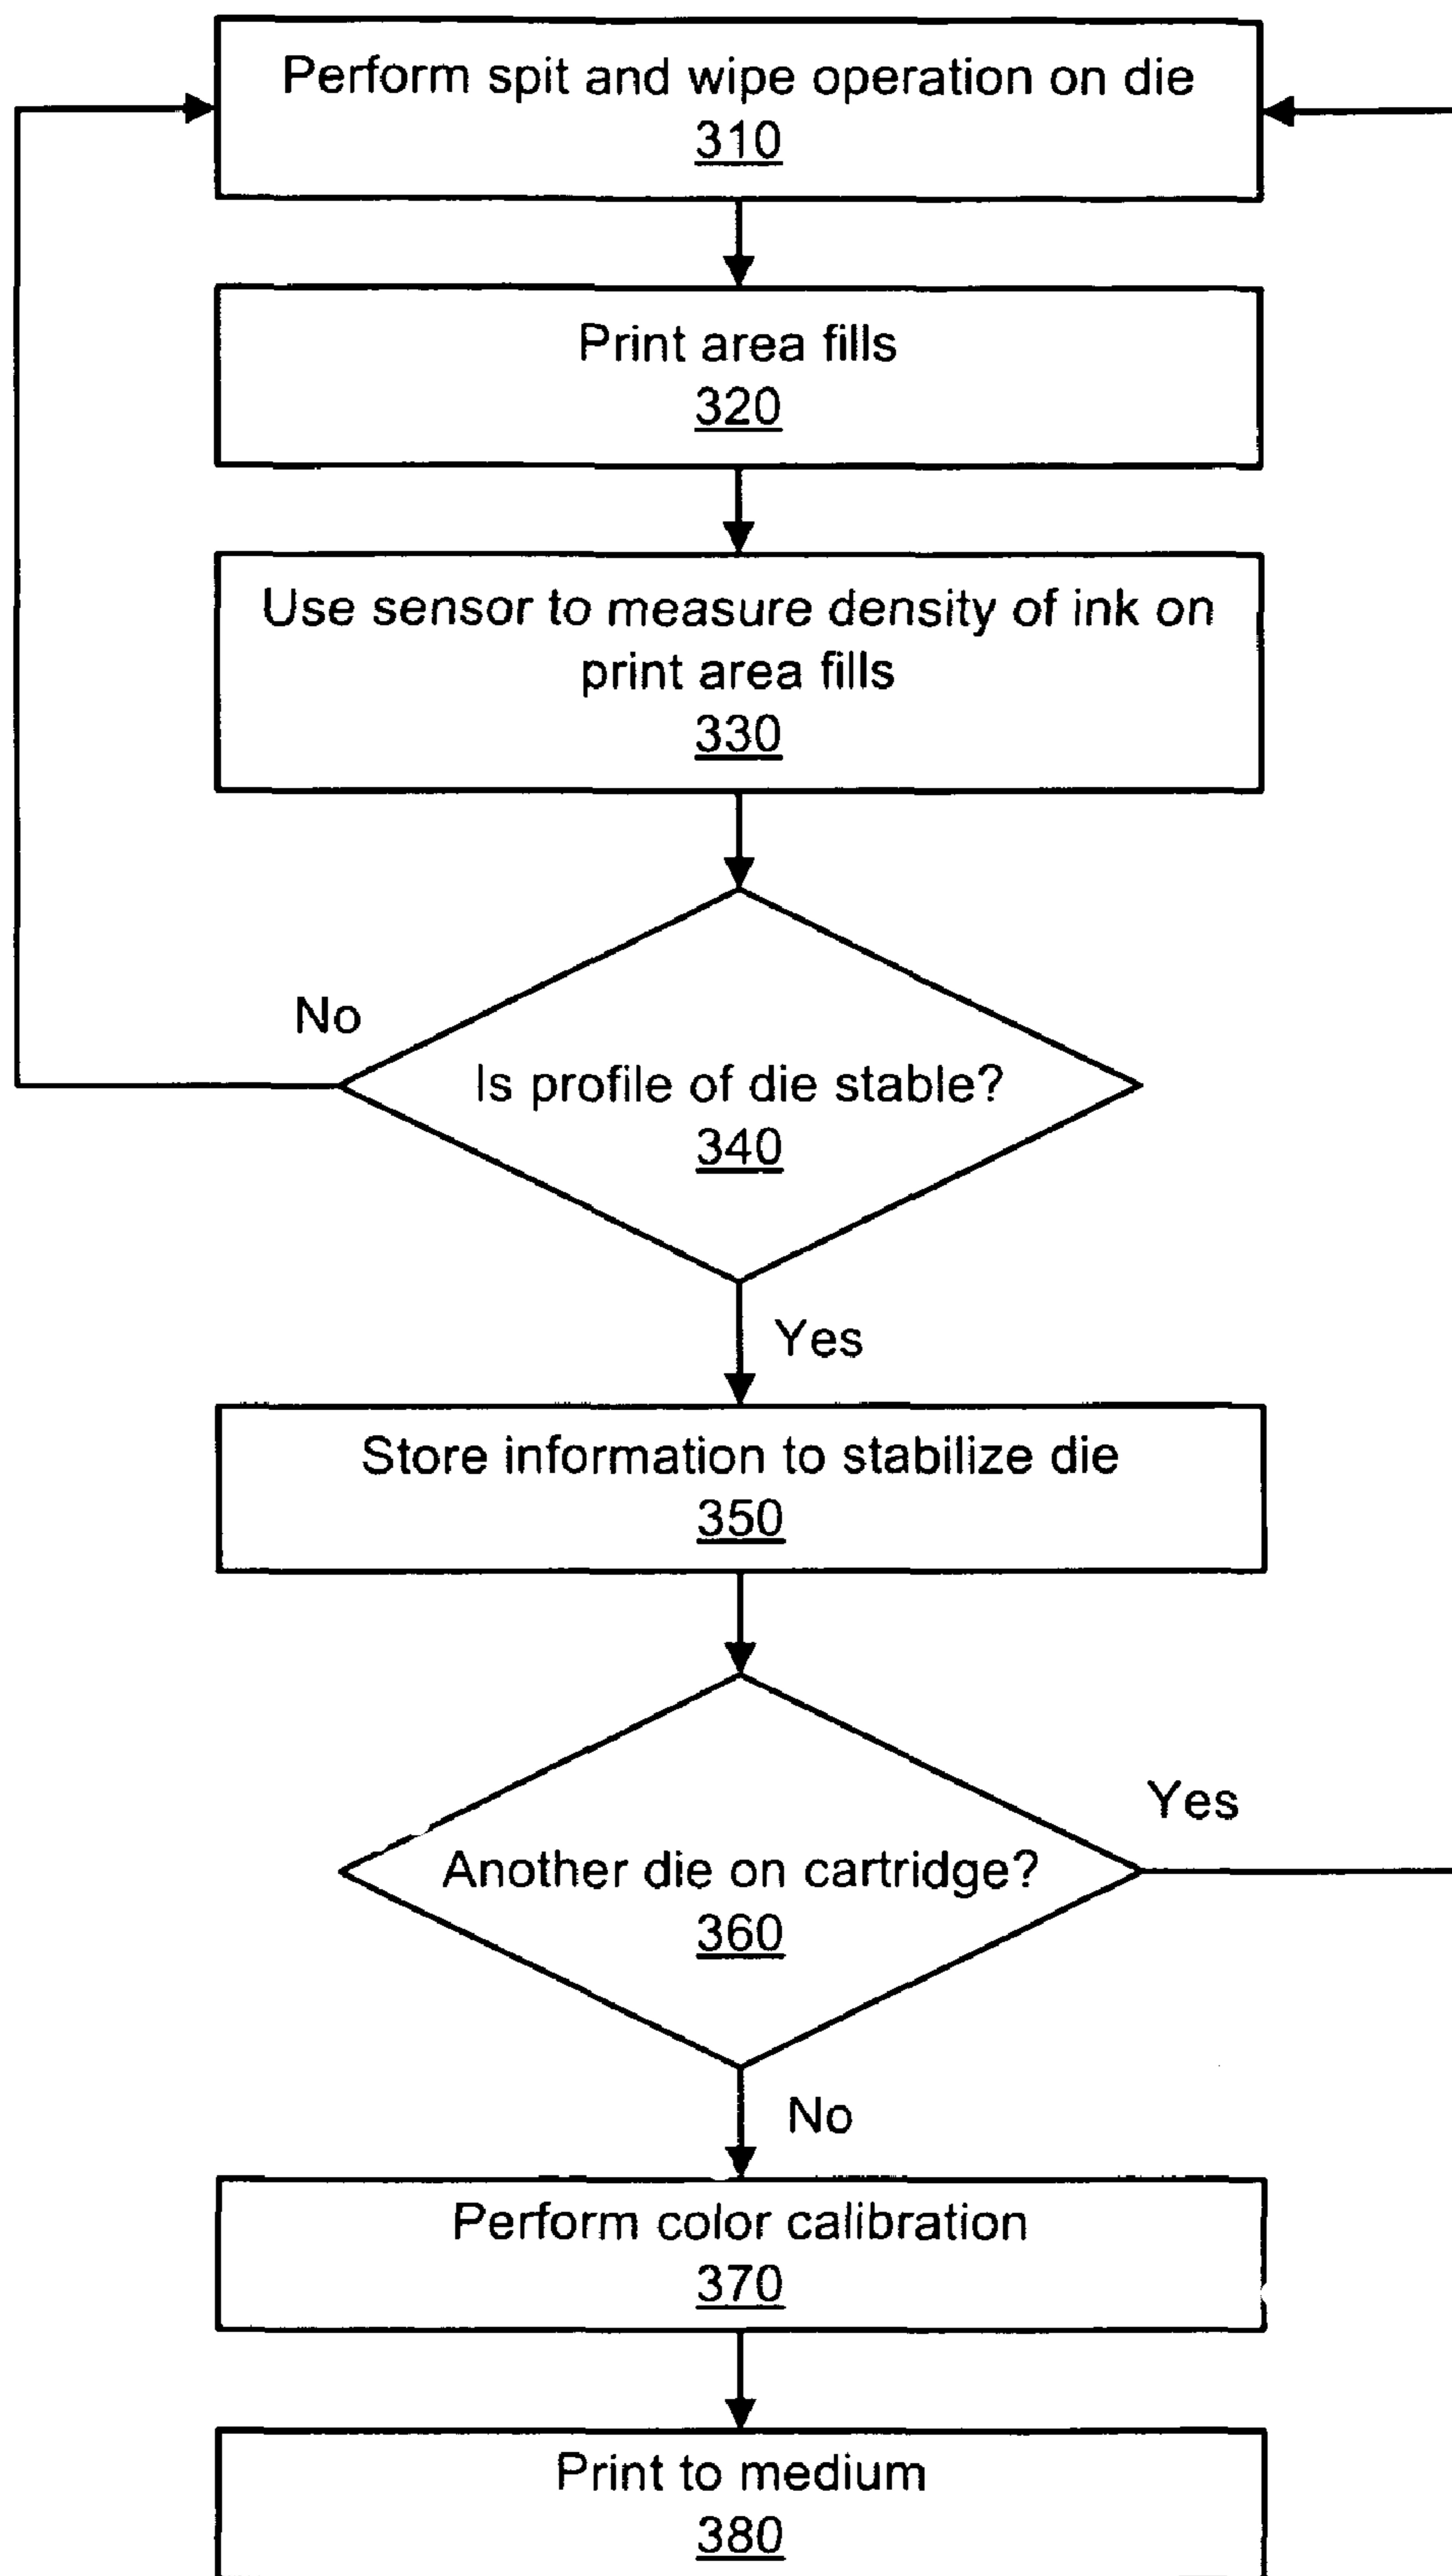 Perform spit and wipe operation on die
310
Print area fills
320
Use sensor to measure density of ink on
print area fills
330
No
Is profile of die stable?
340
Yes
Store information to stabilize die
350
Yes
Another die on cartridge?
360
No
Perform color calibration
370
Print to medium
380